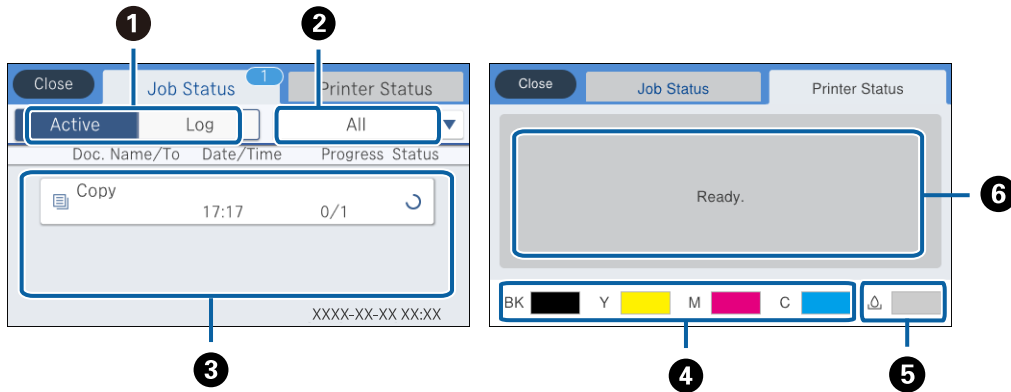 1 2
Close Job Status 1 Printer Status
Active Log All
Doc. Name/To Date/Time Progress Status
Copy
17:17 0/1
XXXX-XX-XX XX:XX
3
Close Job Status Printer Status
Ready.
6
BK Y M C
4 5